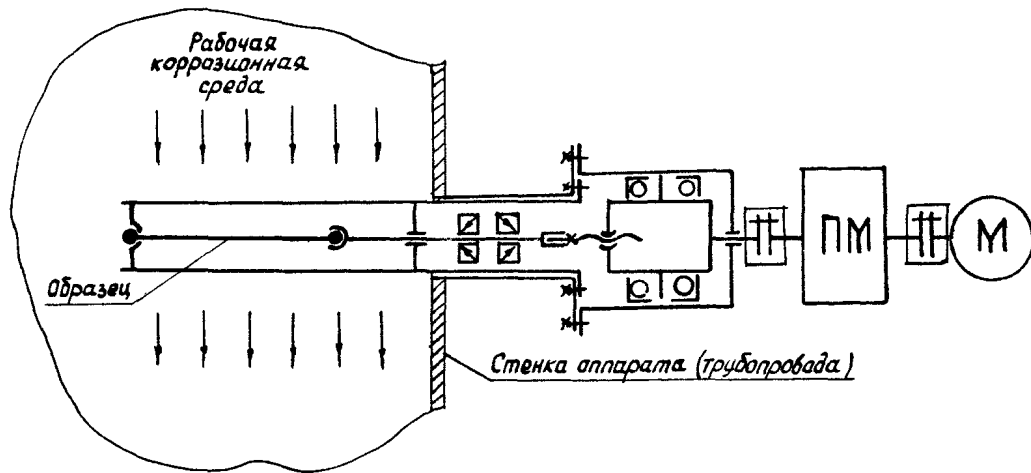 Рабочая
коррозионная
среда
ПМ
М
Образец
Стенка аппарата (трубопровода)